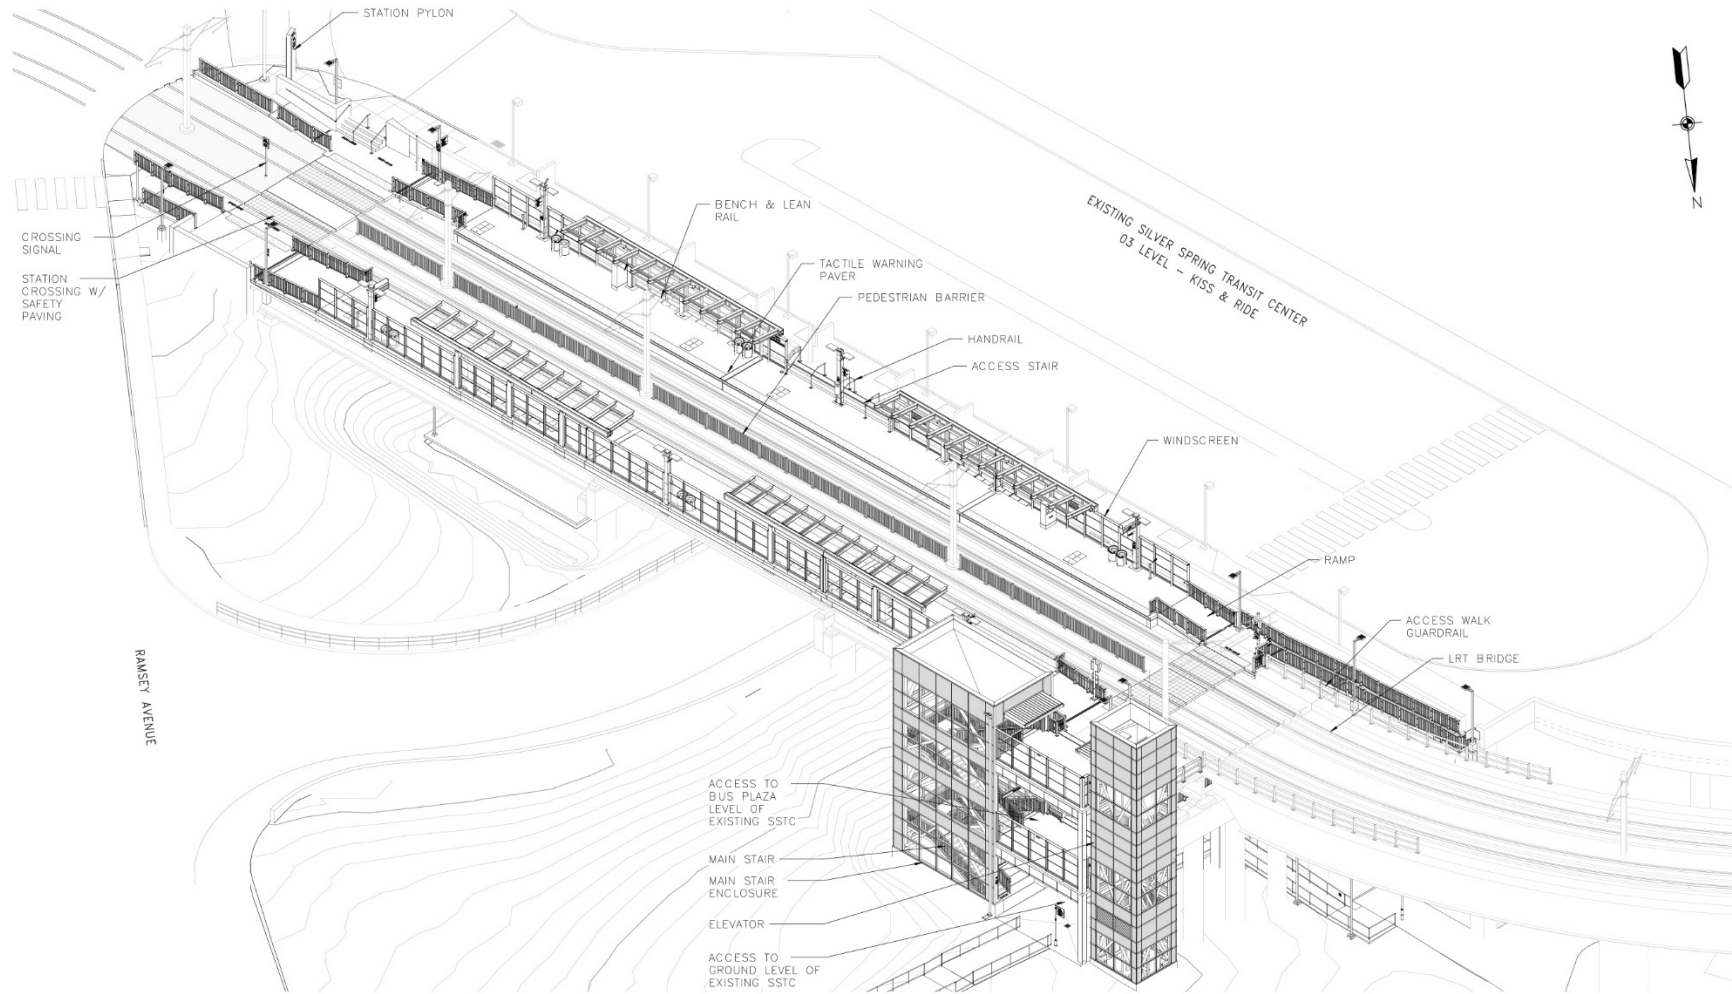 STATION PYLON
N
EXISTING SILVER SPRING TRANSIT CENTER
03 LEVEL - KISS & RIDE
BENCH & LEAN
RAIL
CROSSING
SIGNAL
TACTILE WARNING
PAVER
STATION
CROSSING W/
SAFETY
PAVING
PEDESTRIAN BARRIER
HANDRAIL
ACCESS STAIR
WINDSCREEN
RAMP
ACCESS WALK
GUARDRAIL
LRT BRIDGE
RAMSEY AVENUE
ACCESS TO
BUS PLAZA
LEVEL OF
EXISTING SSTC
MAIN STAIR
MAIN STAIR
ENCLOSURE
ELEVATOR
ACCESS TO
GROUND LEVEL OF
EXISTING SSTC